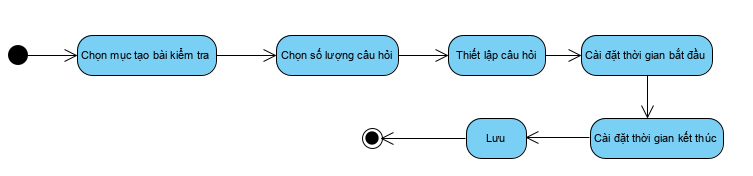 Chọn mục tạo bài kiểm tra
Chọn số lượng câu hỏi
Thiết lập câu hỏi
Cài đặt thời gian bắt đầu
Cài đặt thời gian kết thúc
Lưu